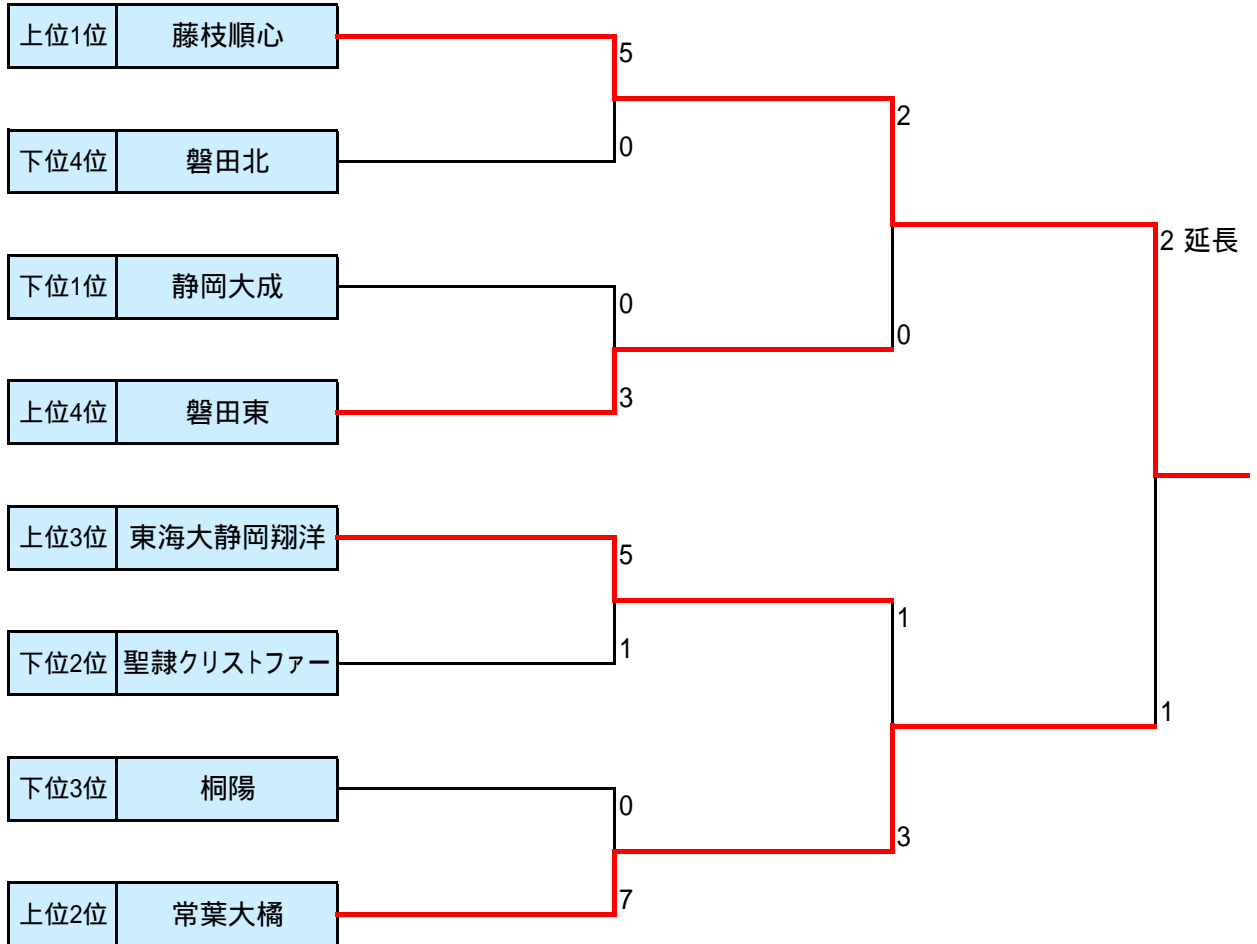 上位1位 藤枝順心
5
2
下位4位 磐田北
0
2 延長
下位1位 静岡大成
0
0
上位4位 磐田東
3
上位3位 東海大静岡翔洋
5
1
下位2位 聖隷クリストファー
1
1
下位3位 桐陽
0
3
上位2位 常葉大橘
7